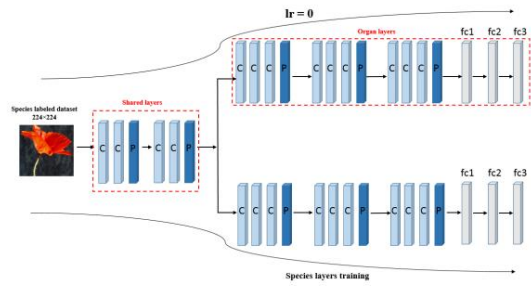 lr = 0
Organ layers
fc1 fc2 fc3
C C C P C C C P C C C P
Species labeled dataset
224×224
Shared layers
C C P C C P
fc1 fc2 fc3
C C C P C C C P C C C P
Species layers training